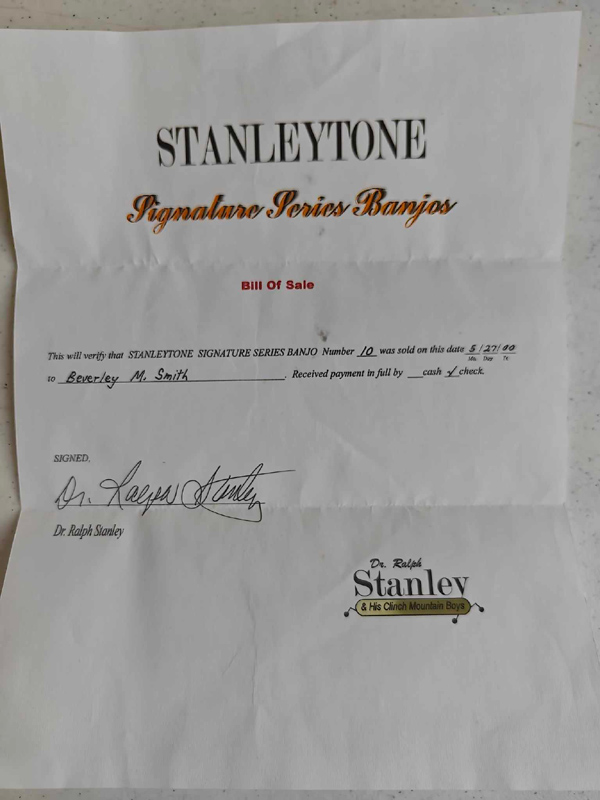 STANLEYTONE
Signature Series Banjos
Bill Of Sale
This will verify that STANLEYTONE SIGNATURE SERIES BANJO Number 10 was sold on this date 5/27/00
Mo. Day Yr.
to Beverley M. Smith. Received payment in full by __cash ✓ check.
SIGNED,
Dr. Ralph Stanley
Dr. Ralph Stanley
Dr. Ralph
Stanley
& His Clinch Mountain Boys